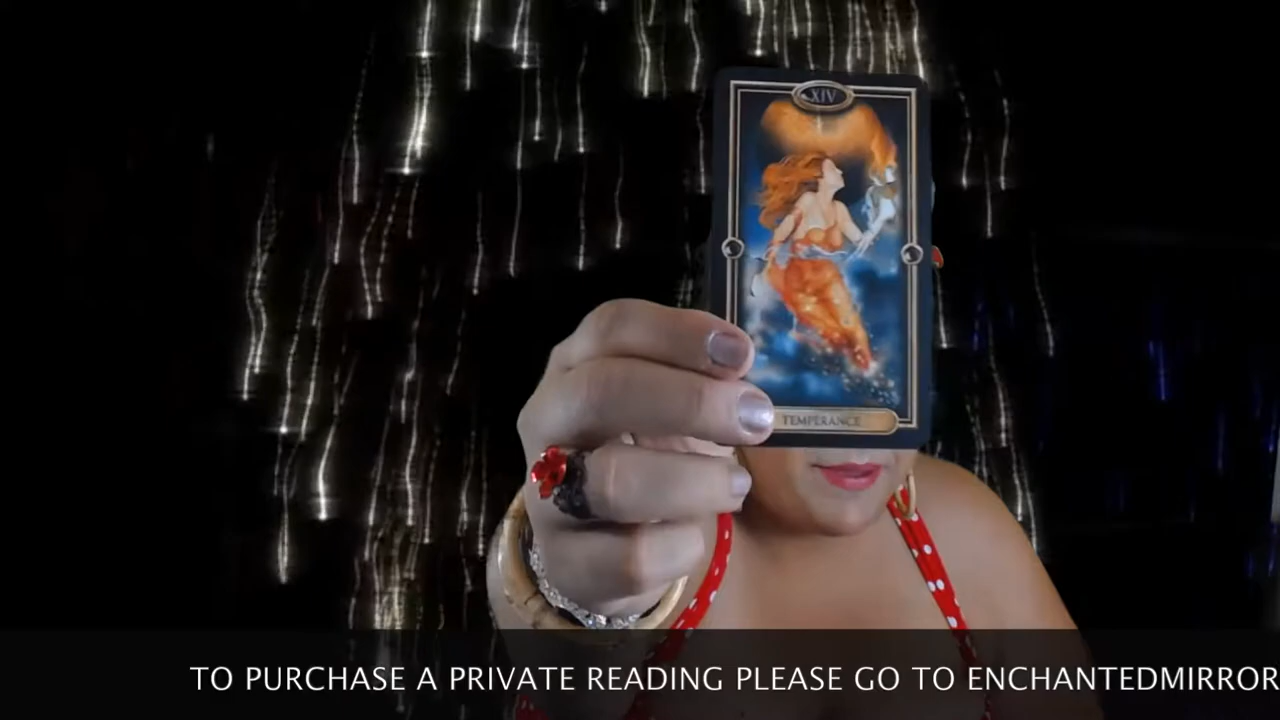 XIV
TEMPERANCE
TO PURCHASE A PRIVATE READING PLEASE GO TO ENCHANTEDMIRROR